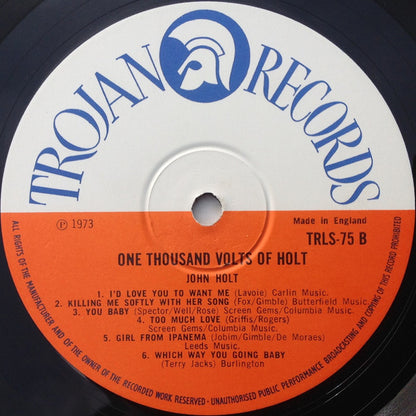 TROJAN RECORDS
℗ 1973
Made in England
TRLS-75 B
ONE THOUSAND VOLTS OF HOLT
JOHN HOLT
1. I'D LOVE YOU TO WANT ME (Lavoie) Carlin Music.
2. KILLING ME SOFTLY WITH HER SONG (Fox/Gimble) Butterfield Music.
3. YOU BABY (Spector/Well/Rose) Screen Gems/Columbia Music.
4. TOO MUCH LOVE (Griffis/Rogers)
Screen Gems/Columbia Music.
5. GIRL FROM IPANEMA (Jobim/Gimble/De Moraes)
Leeds Music.
6. WHICH WAY YOU GOING BABY
(Terry Jacks) Burlington
ALL RIGHTS OF THE MANUFACTURER AND OF THE OWNER OF THE RECORDED WORK RESERVED - UNAUTHORISED PUBLIC PERFORMANCE BROADCASTING AND COPYING OF THIS RECORD PROHIBITED